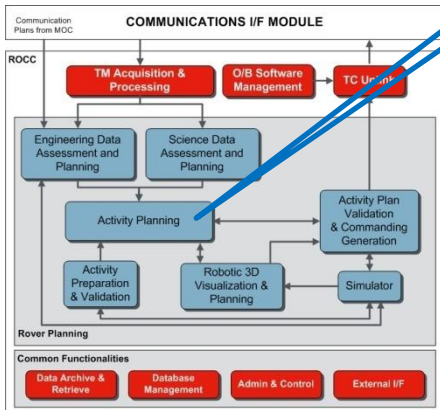 Communication
Plans from MOC
COMMUNICATIONS I/F MODULE
ROCC
TM Acquisition &
Processing
O/B Software
Management
TC
Engineering Data
Assessment and
Planning
Science Data
Assessment and
Planning
Activity Planning
Activity Plan
Validation
& Commanding
Generation
Activity
Preparation
& Validation
Robotic 3D
Visualization &
Planning
Simulator
Rover Planning
Common Functionalities
Data Archive &
Retrieve
Database
Management
Admin & Control
External I/F